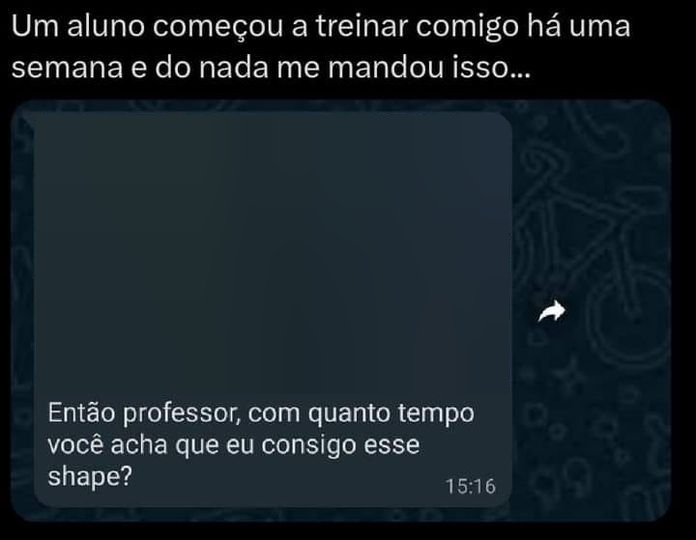 Um aluno começou a treinar comigo há uma
semana e do nada me mandou isso...
Então professor, com quanto tempo
você acha que eu consigo esse
shape?
15:16